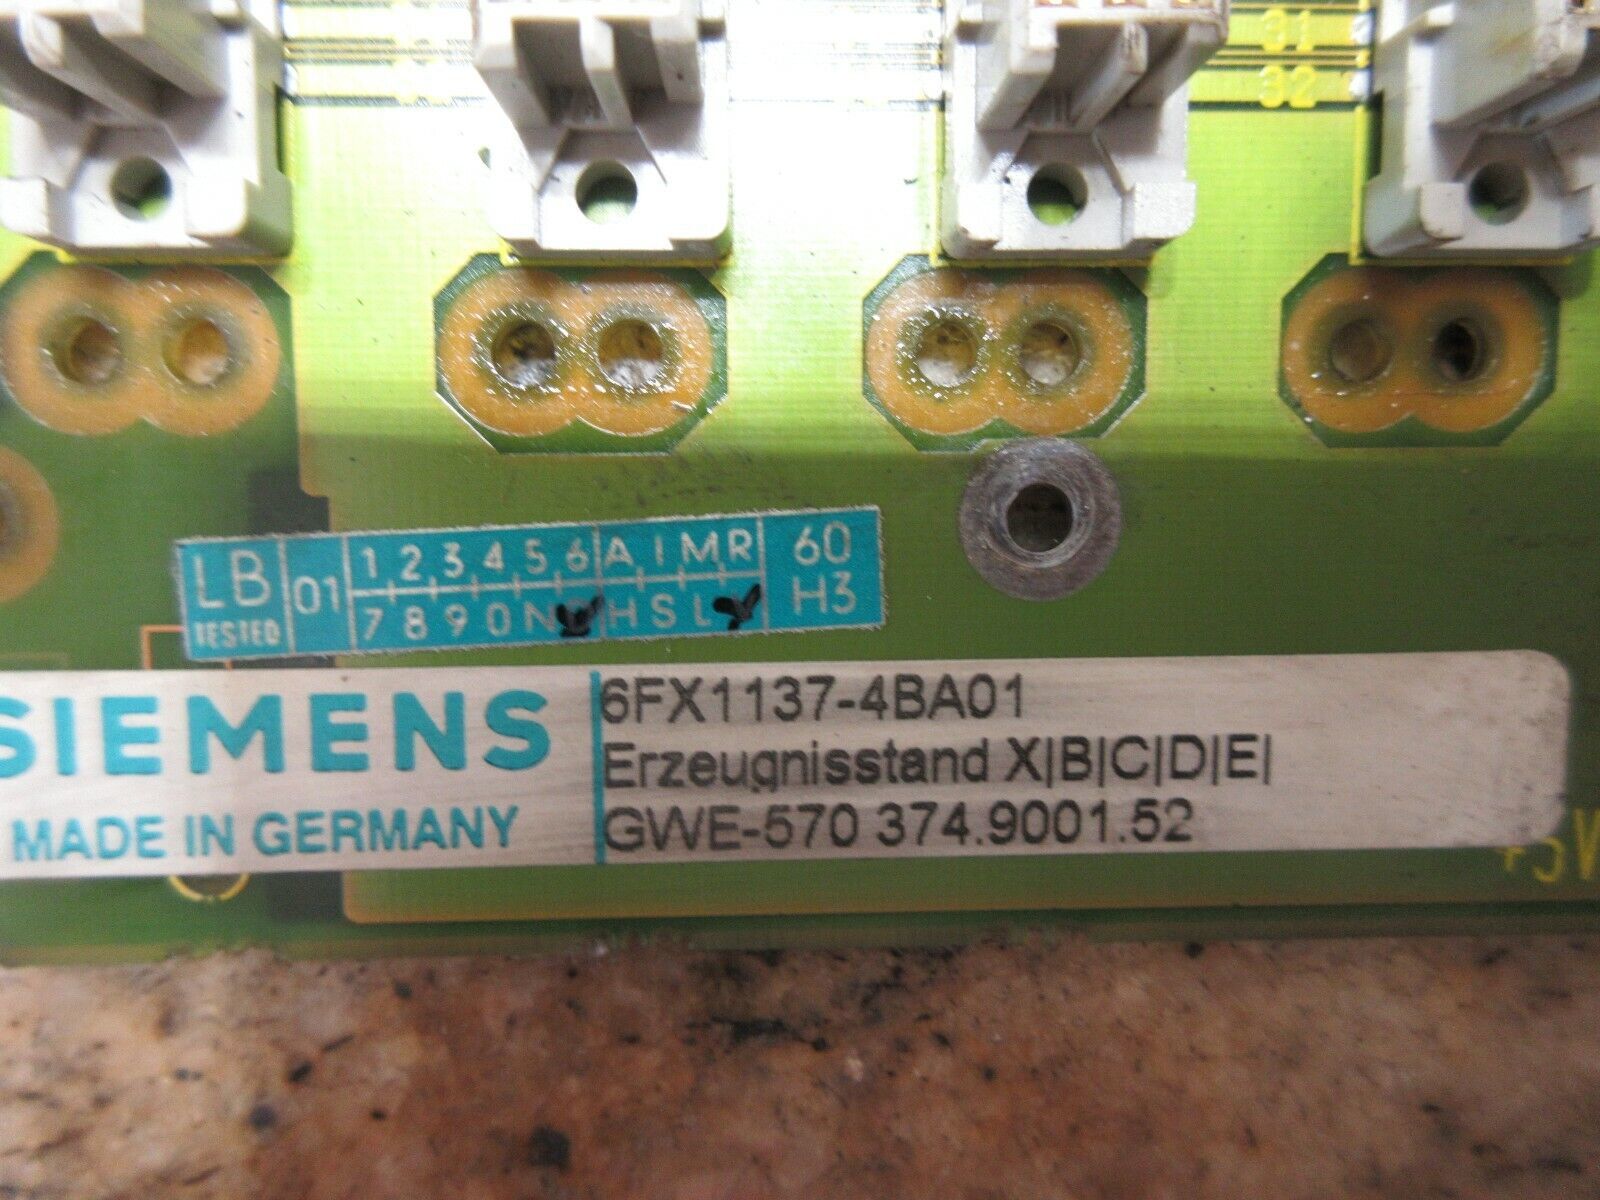 31
32
LB TESTED 01 1 2 3 4 5 6 A I M R 60
7 8 9 0 N H S L H3
SIEMENS
MADE IN GERMANY
6FX1137-4BA01
Erzeugnisstand X|B|C|D|E|
GWE-570 374.9001.52
+5V